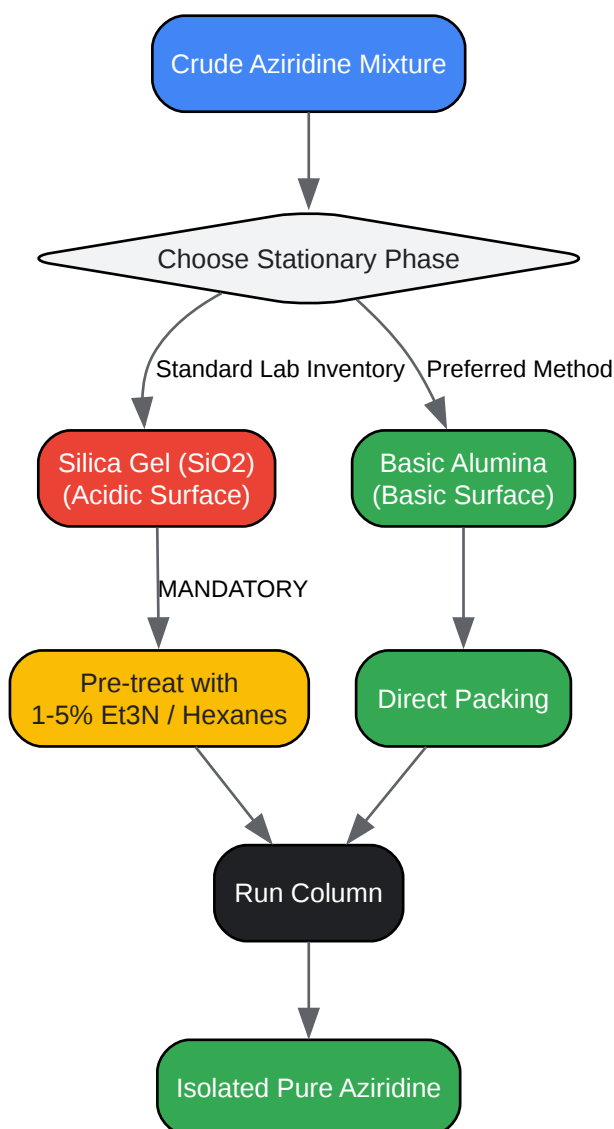 Crude Aziridine Mixture
Choose Stationary Phase
Standard Lab Inventory
Preferred Method
Silica Gel (SiO2)
(Acidic Surface)
Basic Alumina
(Basic Surface)
MANDATORY
Pre-treat with
1-5% Et3N / Hexanes
Direct Packing
Run Column
Isolated Pure Aziridine